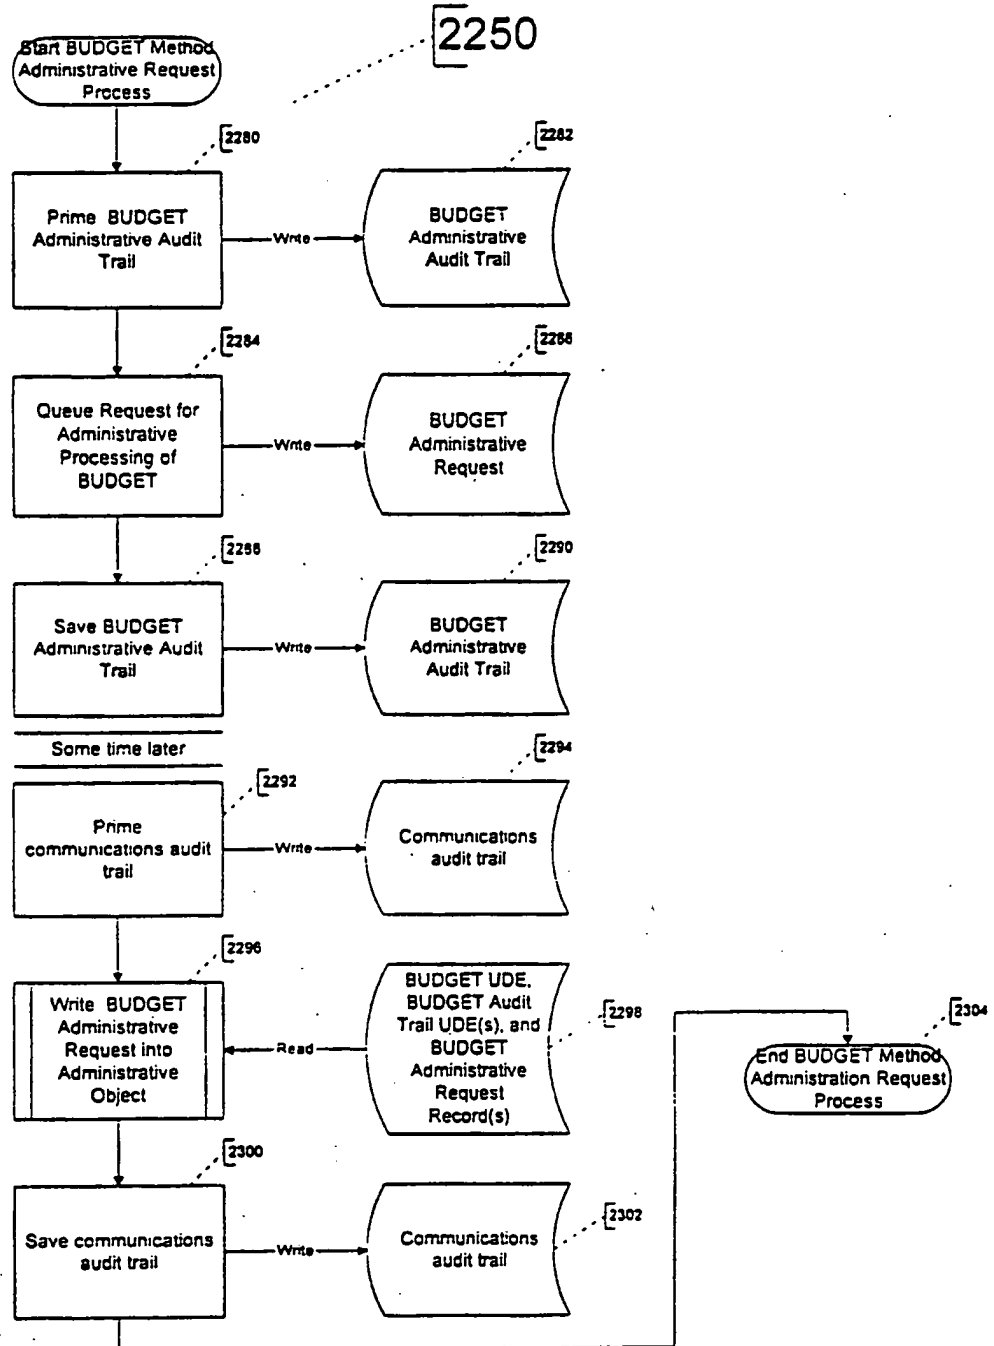 2250
Start BUDGET Method
Administrative Request
Process
2280
2282
Prime BUDGET
Administrative Audit
Trail
Write
BUDGET
Administrative
Audit Trail
2284
2286
Queue Request for
Administrative
Processing of
BUDGET
Write
BUDGET
Administrative
Request
2288
2290
Save BUDGET
Administrative Audit
Trail
Write
BUDGET
Administrative
Audit Trail
Some time later
2292
2294
Prime
communications audit
trail
Write
Communications
audit trail
2296
2298
Write BUDGET
Administrative
Request into
Administrative
Object
Read
BUDGET UDE,
BUDGET Audit
Trail UDE(s), and
BUDGET
Administrative
Request
Record(s)
2304
End BUDGET Method
Administration Request
Process
2300
2302
Save communications
audit trail
Write
Communications
audit trail